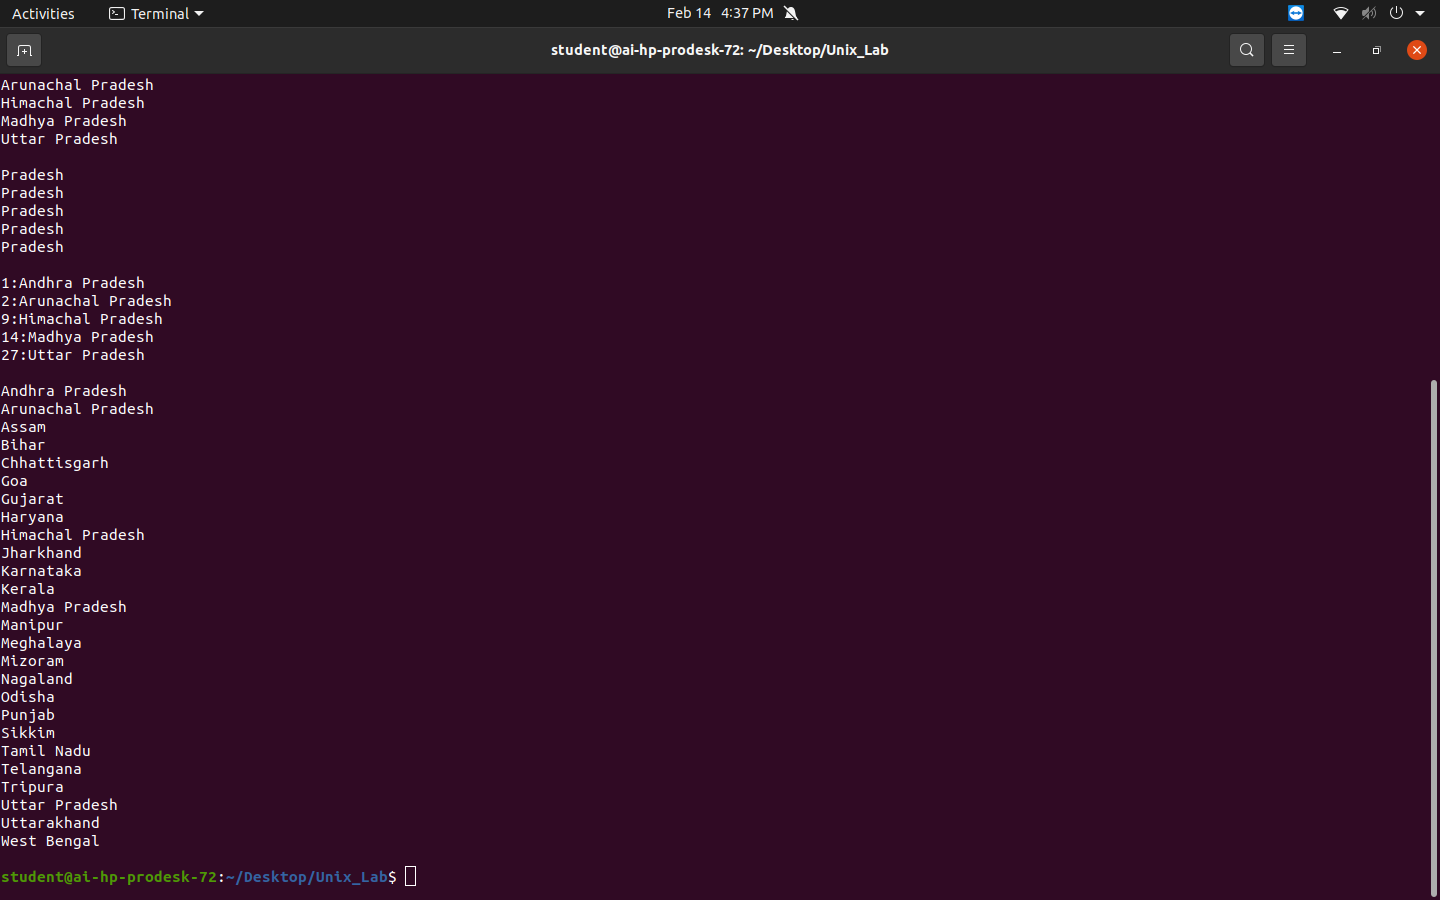 Activities Terminal Feb 14 4:37 PM
student@ai-hp-prodesk-72: ~/Desktop/Unix_Lab
Arunachal Pradesh
Himachal Pradesh
Madhya Pradesh
Uttar Pradesh
Pradesh
Pradesh
Pradesh
Pradesh
Pradesh
1:Andhra Pradesh
2:Arunachal Pradesh
9:Himachal Pradesh
14:Madhya Pradesh
27:Uttar Pradesh
Andhra Pradesh
Arunachal Pradesh
Assam
Bihar
Chhattisgarh
Goa
Gujarat
Haryana
Himachal Pradesh
Jharkhand
Karnataka
Kerala
Madhya Pradesh
Manipur
Meghalaya
Mizoram
Nagaland
Odisha
Punjab
Sikkim
Tamil Nadu
Telangana
Tripura
Uttar Pradesh
Uttarakhand
West Bengal
student@ai-hp-prodesk-72:~/Desktop/Unix_Lab$